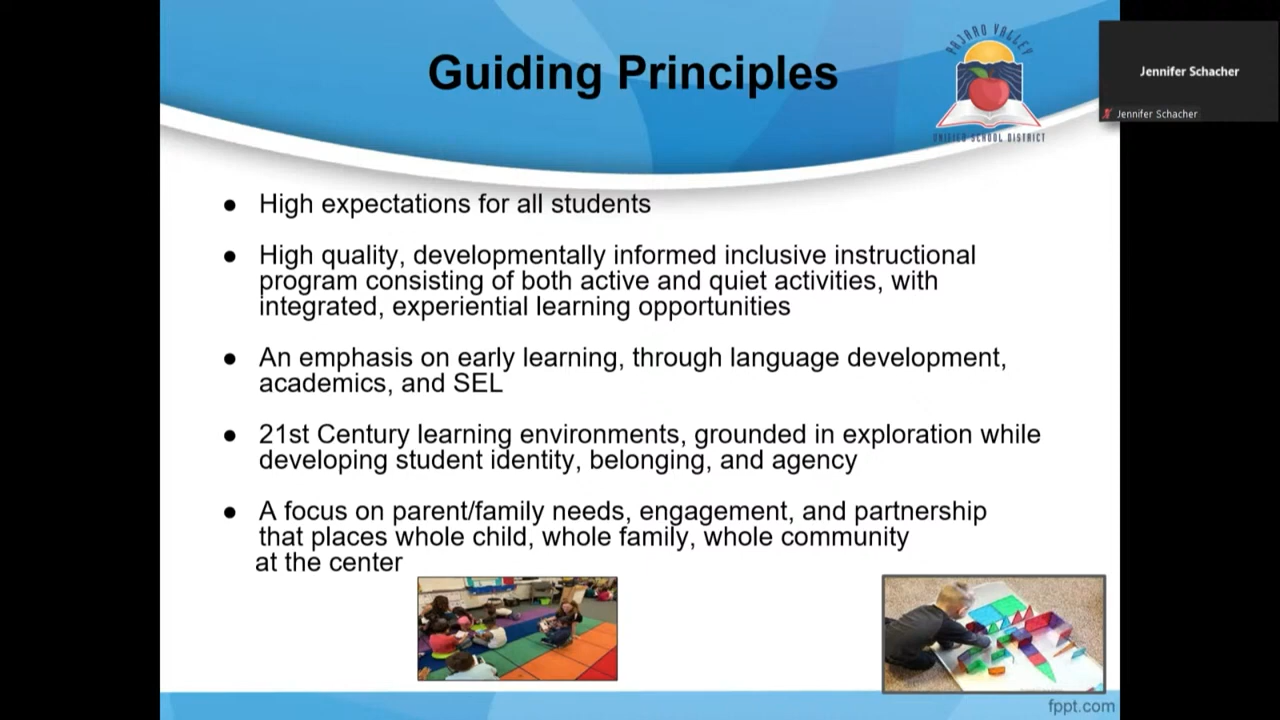 Guiding Principles
PAJARO VALLEY
UNIFIED SCHOOL DISTRICT
Jennifer Schacher
Jennifer Schacher
● High expectations for all students
● High quality, developmentally informed inclusive instructional
program consisting of both active and quiet activities, with
integrated, experiential learning opportunities
● An emphasis on early learning, through language development,
academics, and SEL
● 21st Century learning environments, grounded in exploration while
developing student identity, belonging, and agency
● A focus on parent/family needs, engagement, and partnership
that places whole child, whole family, whole community
at the center
fppt.com